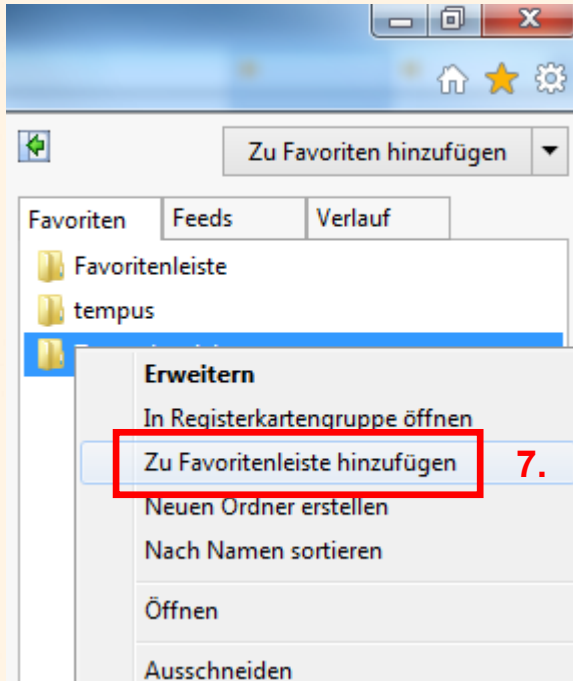 Zu Favoriten hinzufügen
Favoriten Feeds Verlauf
Favoritenleiste
tempus
Erweitern
In Registerkartengruppe öffnen
Zu Favoritenleiste hinzufügen 7.
Neuen Ordner erstellen
Nach Namen sortieren
Öffnen
Ausschneiden